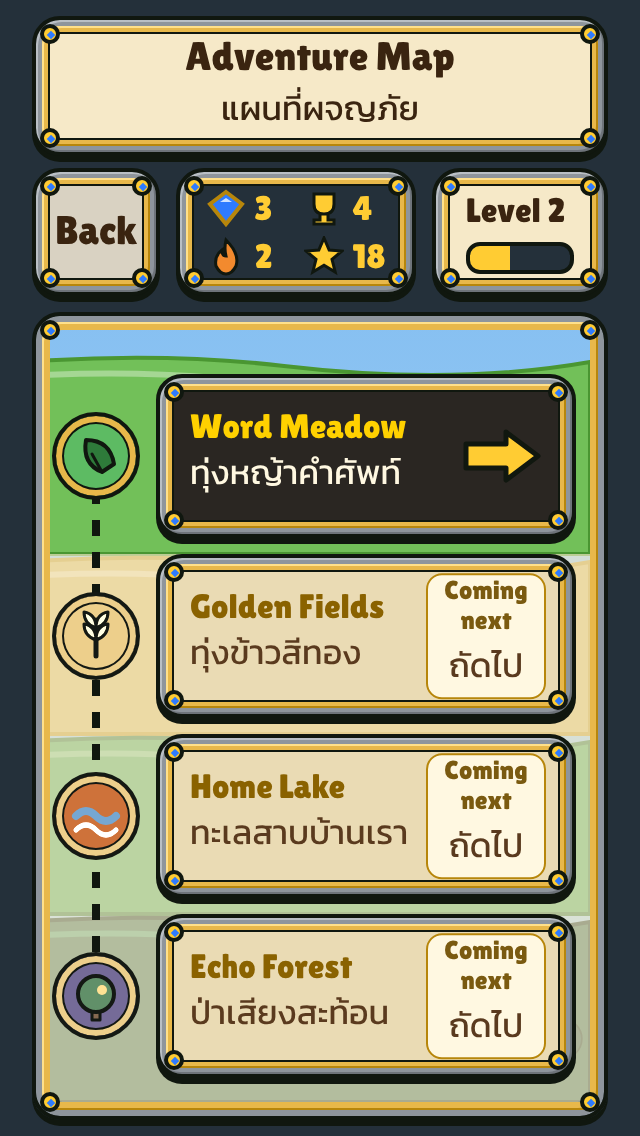 Adventure Map
แผนที่ผจญภัย
Back
3
4
2
18
Level 2
Word Meadow
ทุ่งหญ้าคำศัพท์
Golden Fields
ทุ่งข้าวสีทอง
Coming
next
ถัดไป
Home Lake
ทะเลสาบบ้านเรา
Coming
next
ถัดไป
Echo Forest
ป่าเสียงสะท้อน
Coming
next
ถัดไป